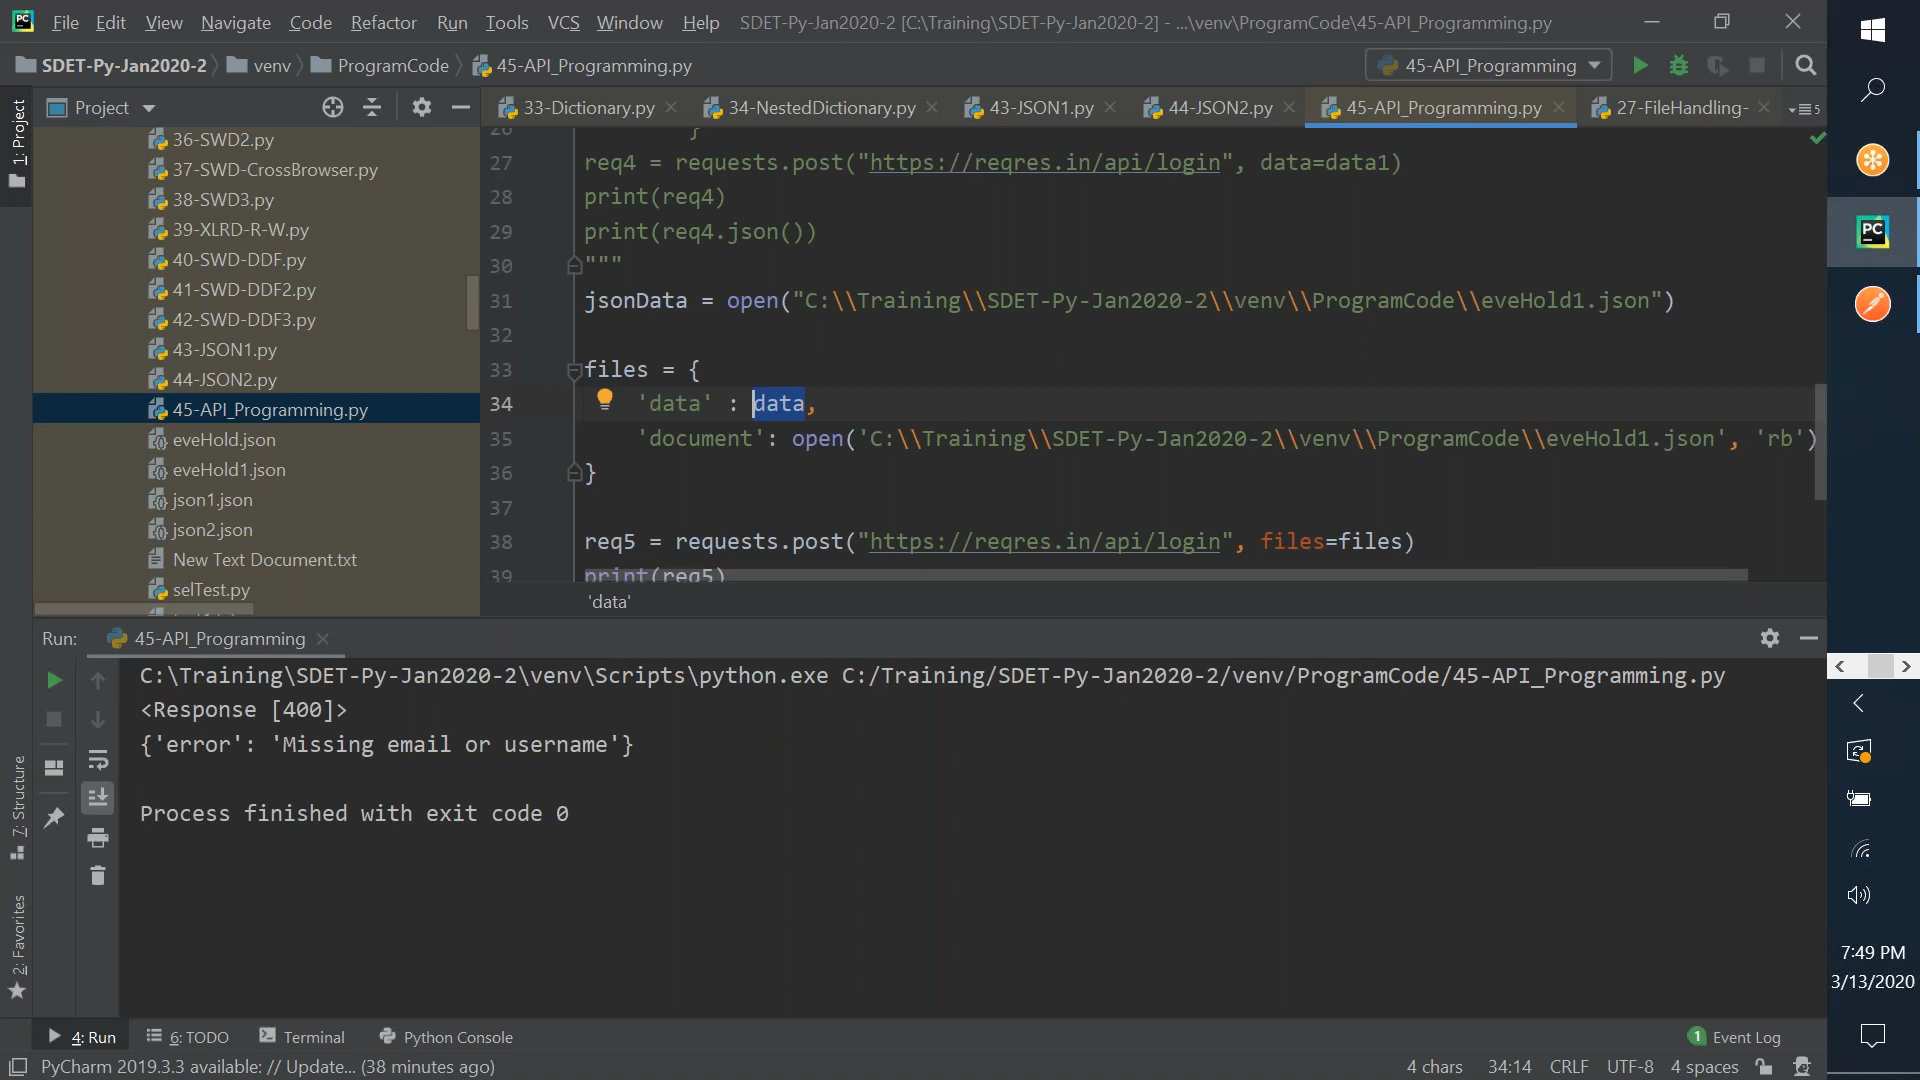 File Edit View Navigate Code Refactor Run Tools VCS Window Help SDET-Py-Jan2020-2 [C:\Training\SDET-Py-Jan2020-2] - ...\venv\ProgramCode\45-API_Programming.py
SDET-Py-Jan2020-2 venv ProgramCode 45-API_Programming.py 45-API_Programming
1: Project
Project
33-Dictionary.py 34-NestedDictionary.py 43-JSON1.py 44-JSON2.py 45-API_Programming.py 27-FileHandling- 5
36-SWD2.py
37-SWD-CrossBrowser.py
38-SWD3.py
39-XLRD-R-W.py
40-SWD-DDF.py
41-SWD-DDF2.py
42-SWD-DDF3.py
43-JSON1.py
44-JSON2.py
45-API_Programming.py
eveHold.json
eveHold1.json
json1.json
json2.json
New Text Document.txt
selTest.py
26 }
27 req4 = requests.post("https://reqres.in/api/login", data=data1)
28 print(req4)
29 print(req4.json())
30 """
31 jsonData = open("C:\\Training\\SDET-Py-Jan2020-2\\venv\\ProgramCode\\eveHold1.json")
32
33 files = {
34 'data' : data,
35 'document': open('C:\\Training\\SDET-Py-Jan2020-2\\venv\\ProgramCode\\eveHold1.json', 'rb')
36 }
37
38 req5 = requests.post("https://reqres.in/api/login", files=files)
39 print(req5)
'data'
Run: 45-API_Programming
C:\Training\SDET-Py-Jan2020-2\venv\Scripts\python.exe C:/Training/SDET-Py-Jan2020-2/venv/ProgramCode/45-API_Programming.py
<Response [400]>
{'error': 'Missing email or username'}
Process finished with exit code 0
7: Structure
2: Favorites
4: Run 6: TODO Terminal Python Console 1 Event Log
PyCharm 2019.3.3 available: // Update... (38 minutes ago) 4 chars 34:14 CRLF UTF-8 4 spaces
PC
7:49 PM
3/13/2020